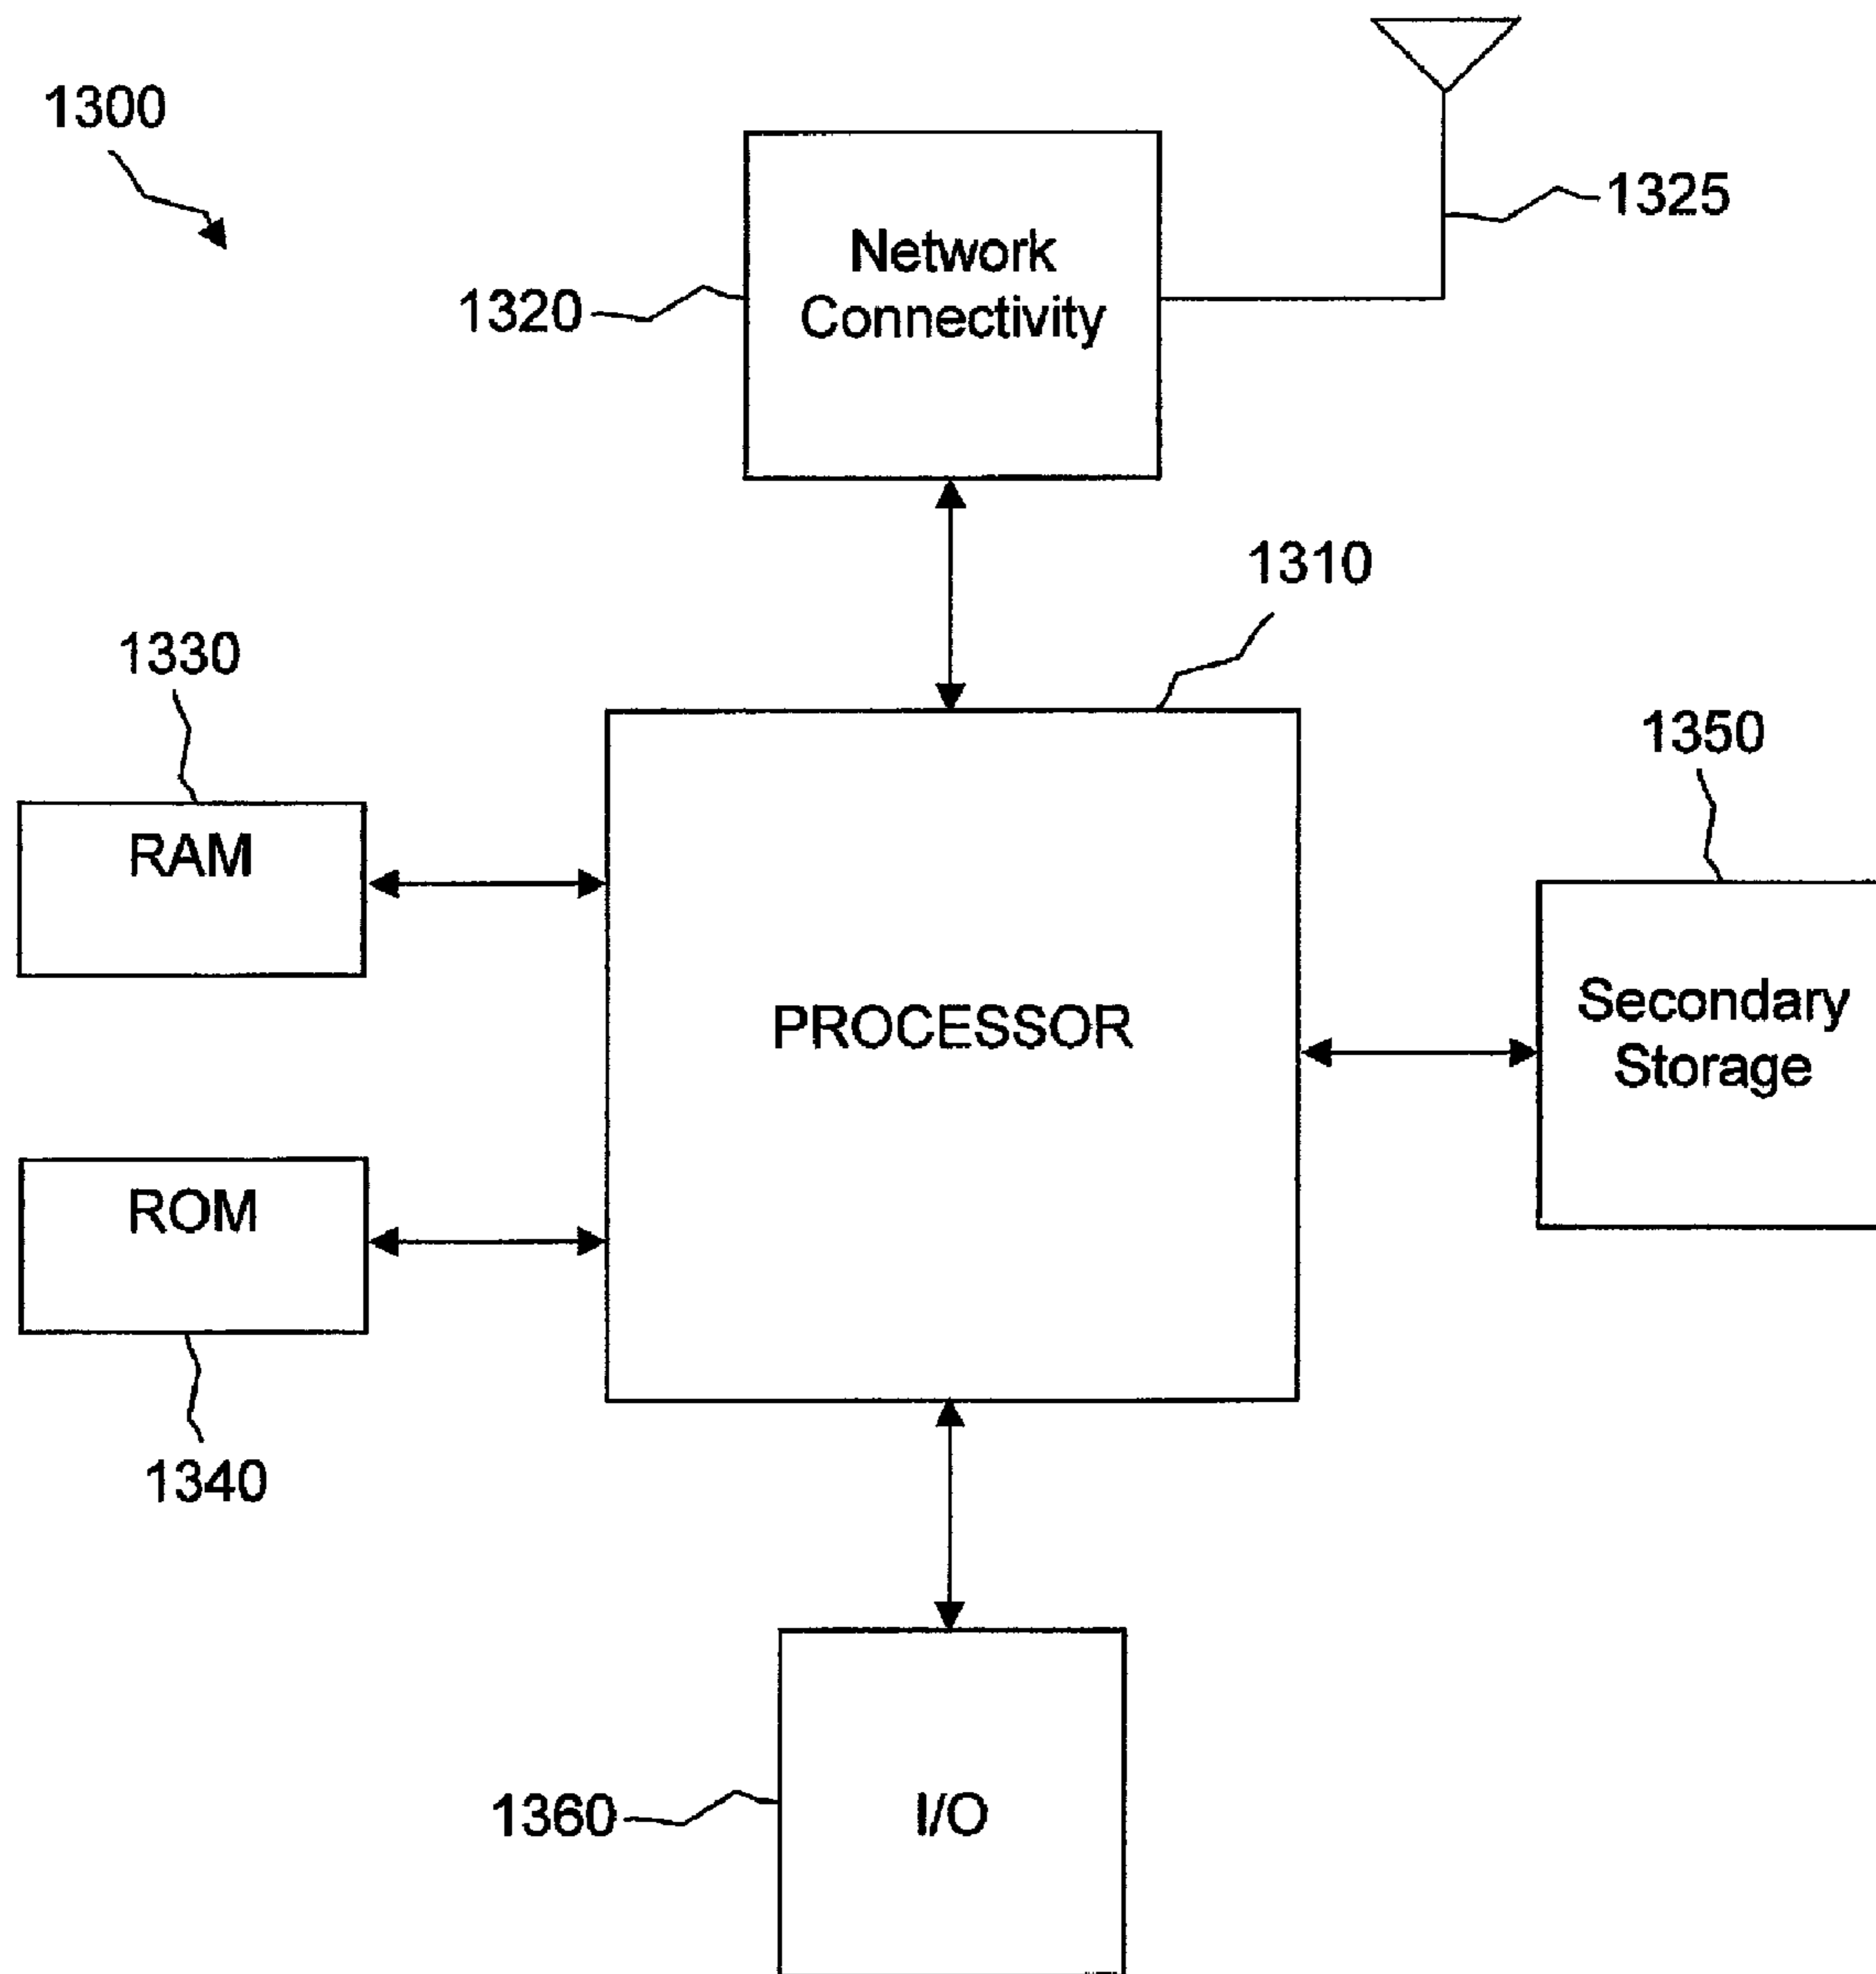 1300
1325
Network
Connectivity
1320
1310
1330
1350
RAM
Secondary
Storage
PROCESSOR
ROM
1340
1360
I/O